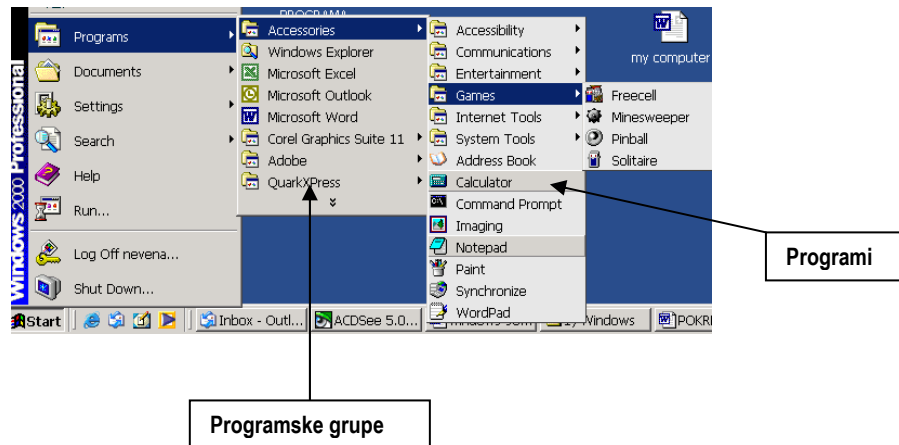 PROGRAMA
Windows 2000 Professional
Programs
Documents
Settings
Search
Help
Run...
Log Off nevena...
Shut Down...
Accessories
Windows Explorer
Microsoft Excel
Microsoft Outlook
Microsoft Word
Corel Graphics Suite 11
Adobe
QuarkXPress
Accessibility
Communications
Entertainment
Games
Internet Tools
System Tools
Address Book
Calculator
Command Prompt
Imaging
Notepad
Paint
Synchronize
WordPad
Freecell
Minesweeper
Pinball
Solitaire
my computer
Start
Inbox - Outl...
ACDSee 5.0...
Windows
POKRE
Programi
Programske grupe